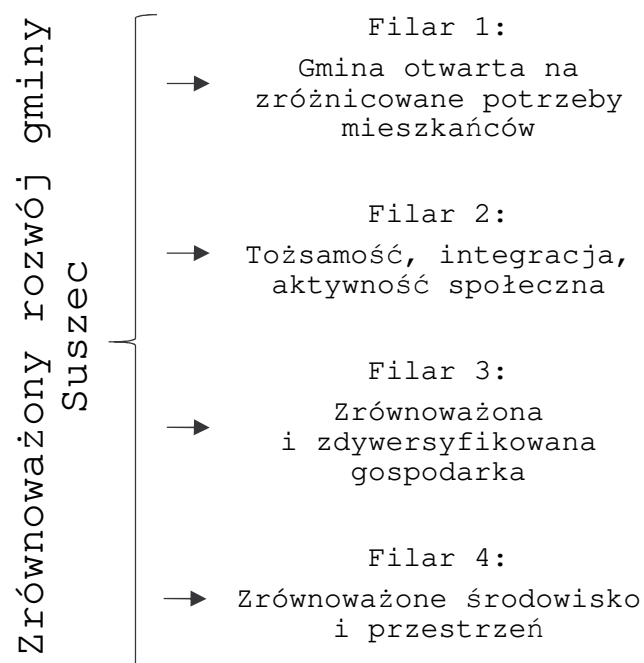 Zrównoważony rozwój gminy
Suszec
Filar 1:
Gmina otwarta na
zróżnicowane potrzeby
mieszkańców
Filar 2:
Tożsamość, integracja,
aktywność społeczna
Filar 3:
Zrównoważona
i zdywersyfikowana
gospodarka
Filar 4:
Zrównoważone środowisko
i przestrzeń